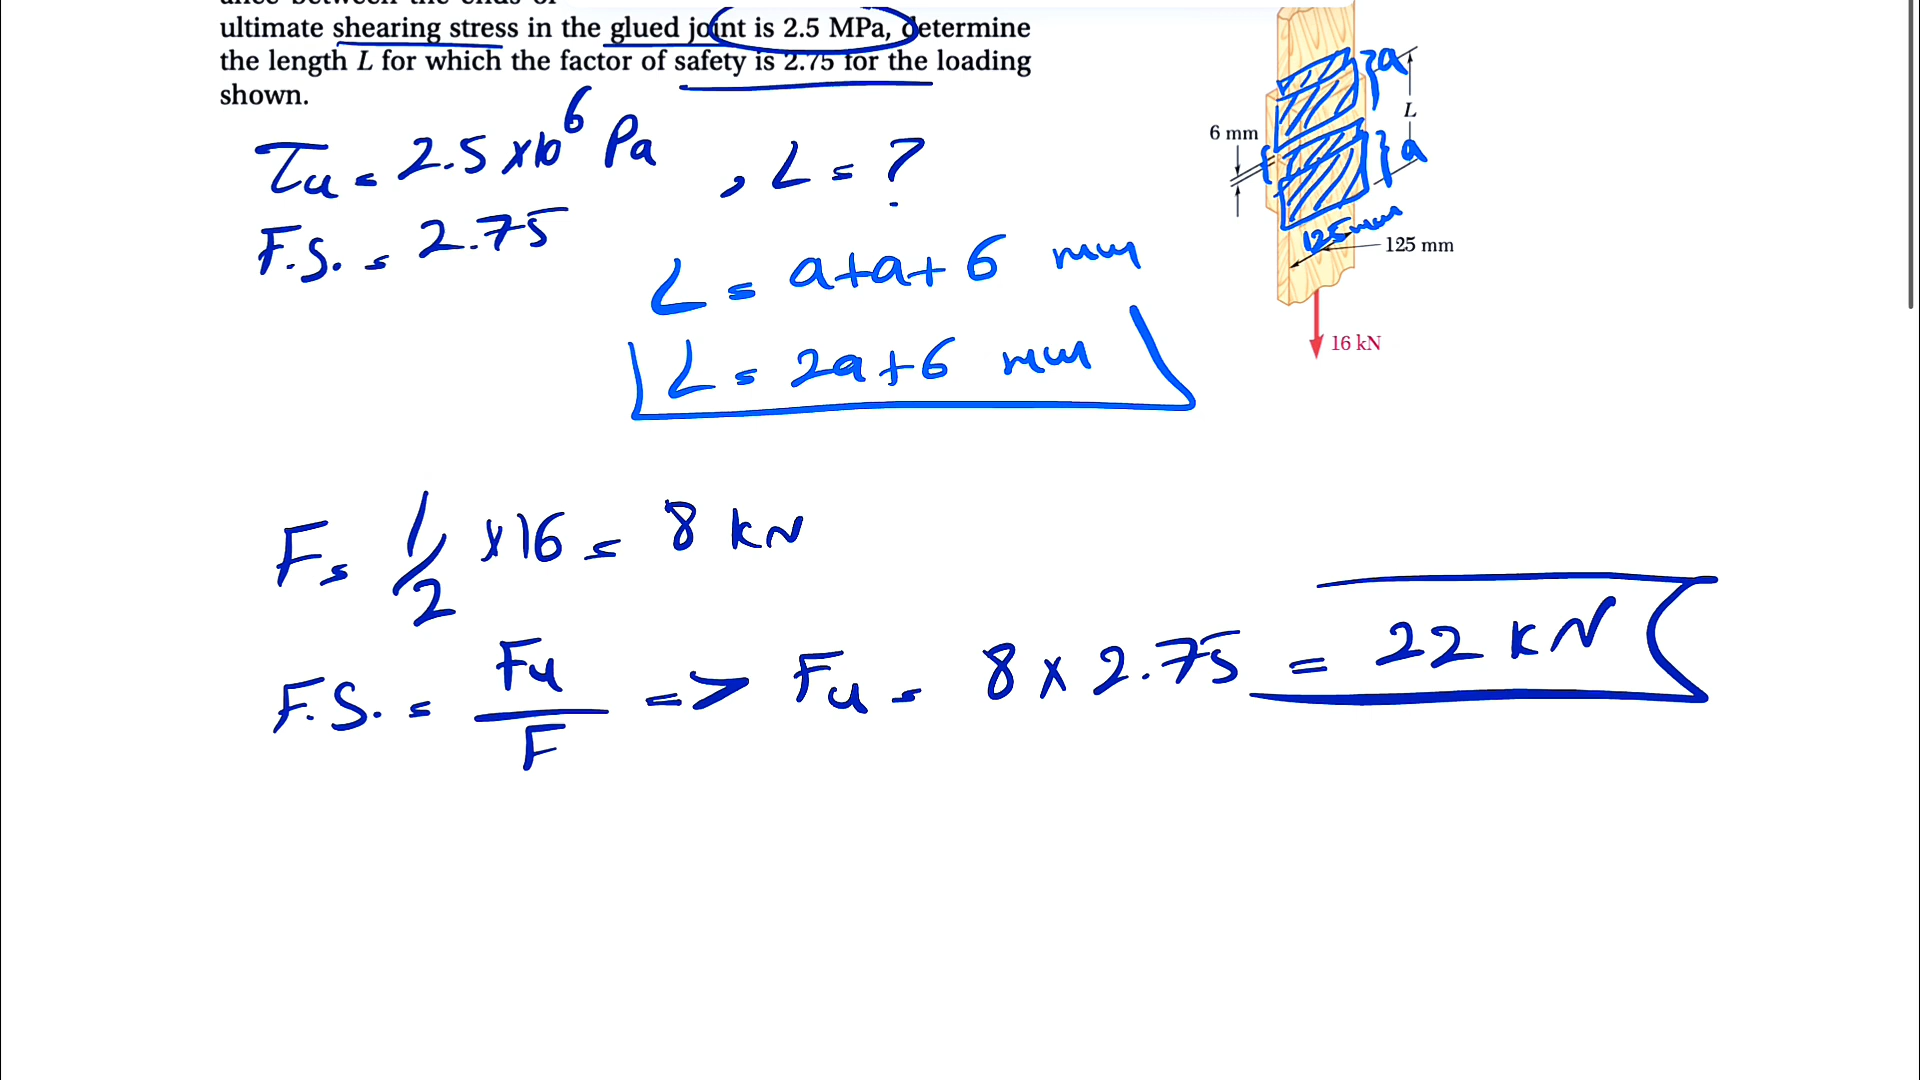 ultimate shearing stress in the glued joint is 2.5 MPa, determine
the length L for which the factor of safety is 2.75 for the loading
shown.
τu = 2.5 x10^6 Pa , L = ?
F.S. = 2.75
L = a+a+ 6 mm
L = 2a+6 mm
F = 1/2 x16 = 8 kN
F.S. = Fu/F => Fu = 8 x 2.75 = 22 kN
a
L
6 mm
a
125 mm
125 mm
16 kN